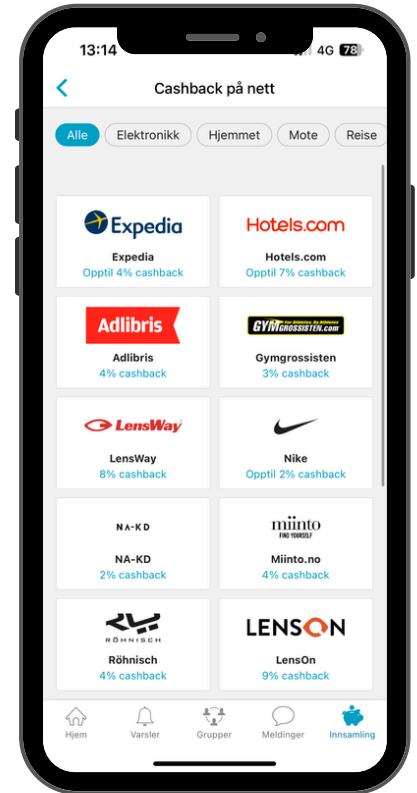 13:14
4G 78
Cashback på nett
Alle
Elektronikk
Hjemmet
Mote
Reise
Expedia
Hotels.com
Expedia
Opptil 4% cashback
Hotels.com
Opptil 7% cashback
Adlibris
GYMGROSSISTEN.com
Adlibris
4% cashback
Gymgrossisten
3% cashback
LensWay
LensWay
8% cashback
Nike
Opptil 2% cashback
NA-KD
miinto
FIND YOURSELF
NA-KD
2% cashback
Miinto.no
4% cashback
RÖHNISCH
LENSON
Röhnisch
4% cashback
LensOn
9% cashback
Hjem
Varsler
Grupper
Meldinger
Innsamling